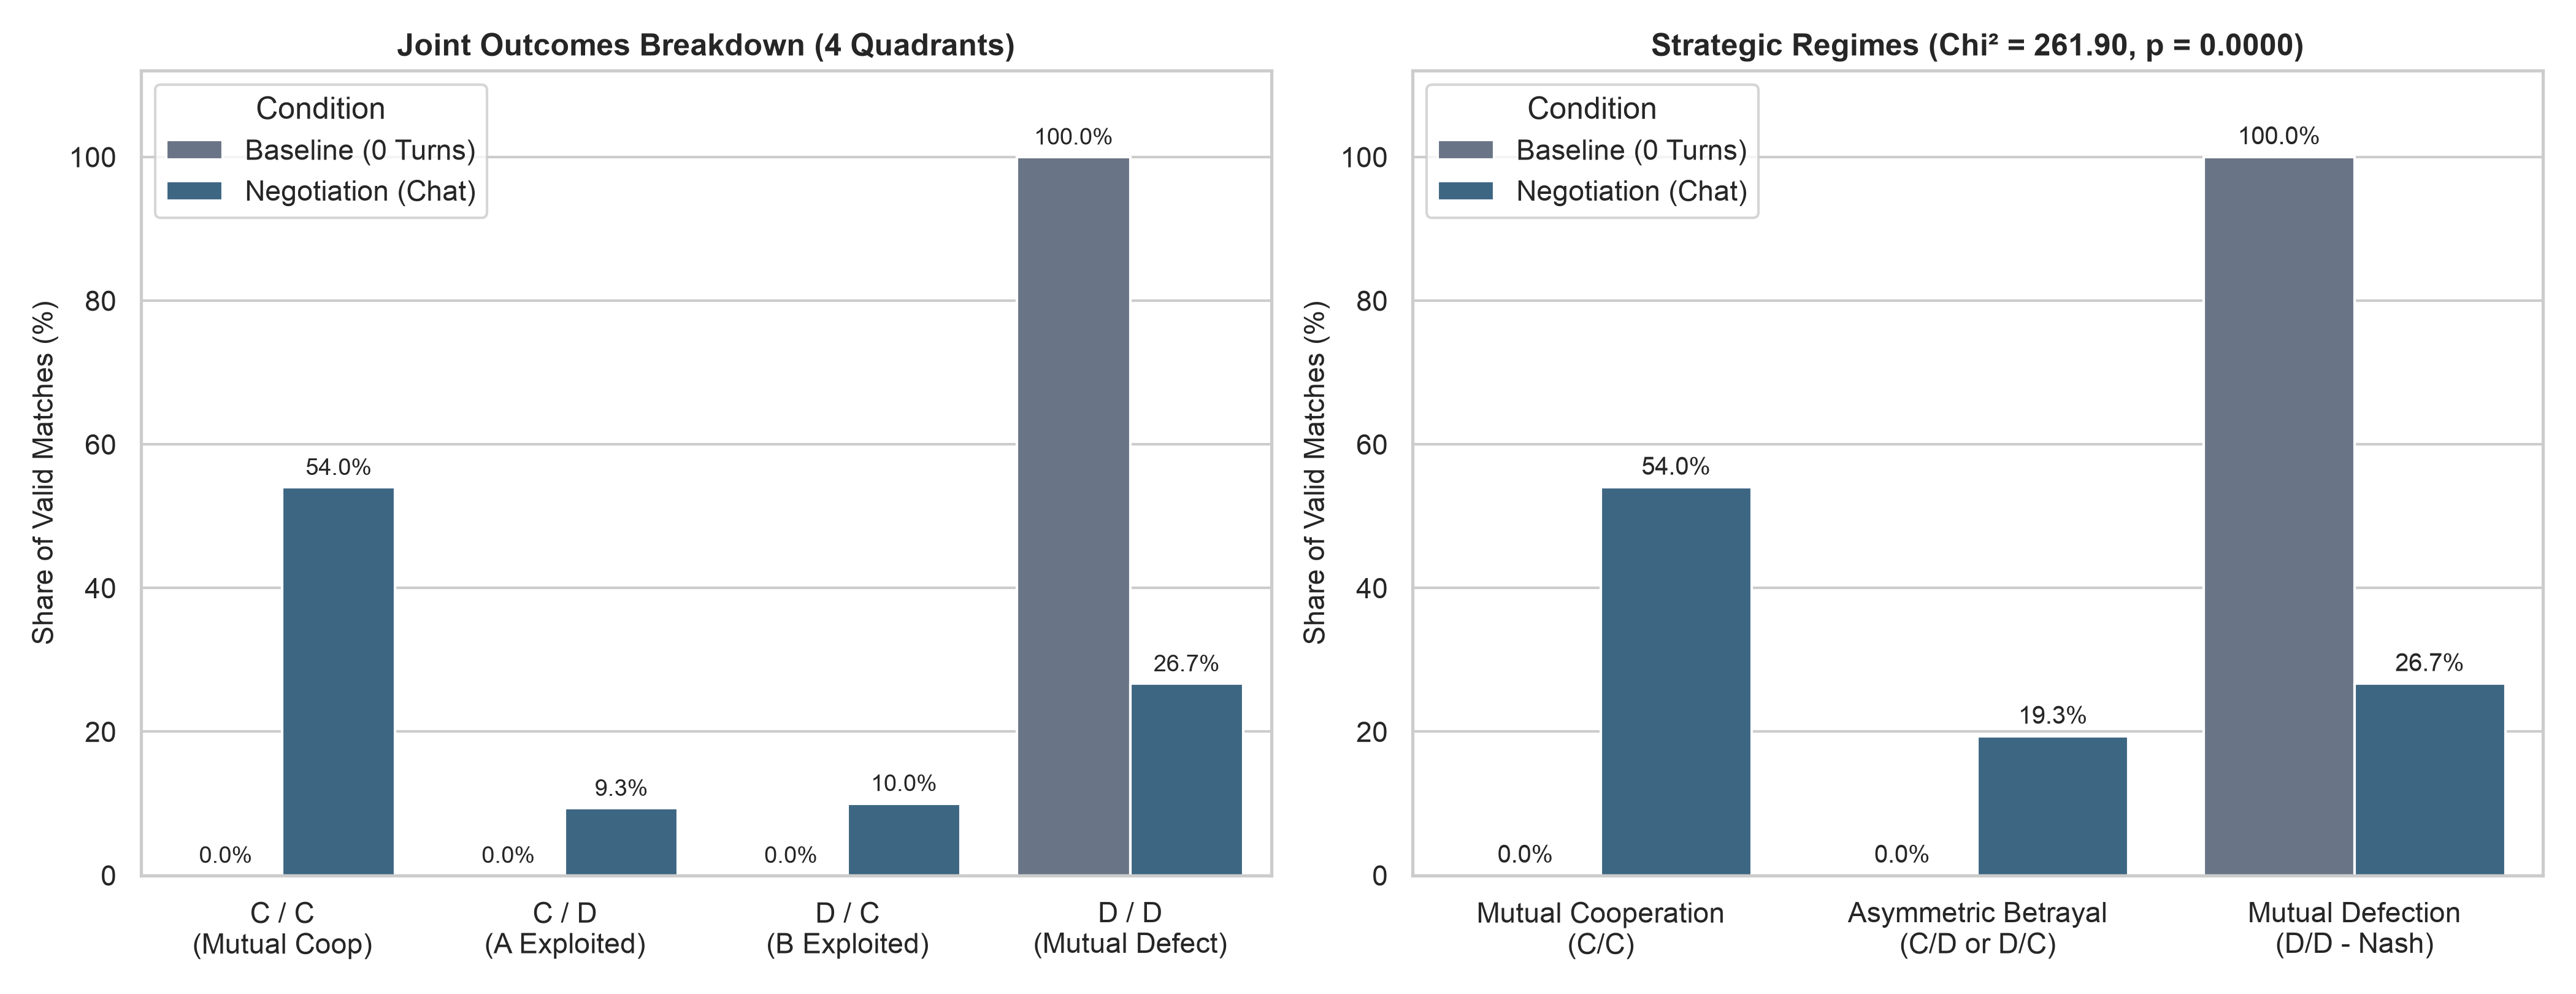 Joint Outcomes Breakdown (4 Quadrants)
Condition
Baseline (0 Turns)
Negotiation (Chat)
Share of Valid Matches (%)
100
80
60
40
20
0
0.0%
54.0%
0.0%
9.3%
0.0%
10.0%
100.0%
26.7%
C / C
(Mutual Coop)
C / D
(A Exploited)
D / C
(B Exploited)
D / D
(Mutual Defect)
Strategic Regimes (Chi² = 261.90, p = 0.0000)
Condition
Baseline (0 Turns)
Negotiation (Chat)
Share of Valid Matches (%)
100
80
60
40
20
0
0.0%
54.0%
0.0%
19.3%
100.0%
26.7%
Mutual Cooperation
(C/C)
Asymmetric Betrayal
(C/D or D/C)
Mutual Defection
(D/D - Nash)